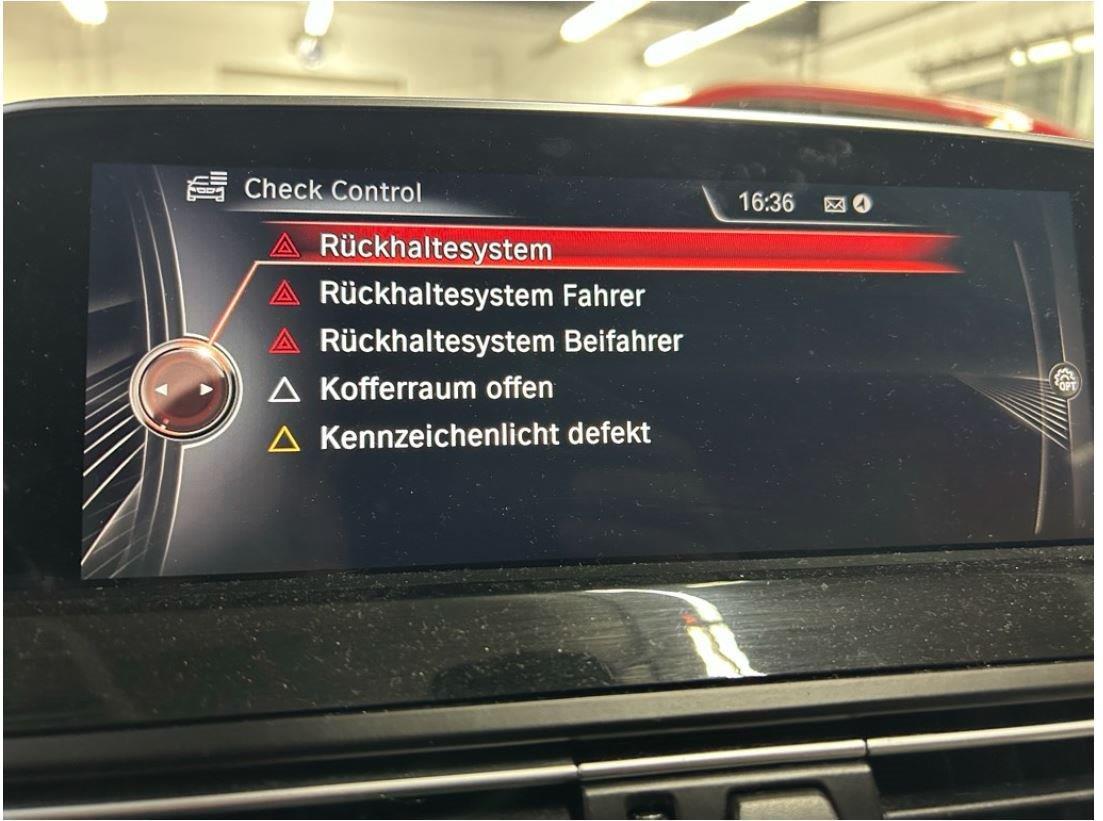 Check Control
16:36
Rückhaltesystem
Rückhaltesystem Fahrer
Rückhaltesystem Beifahrer
Kofferraum offen
OPT
Kennzeichenlicht defekt